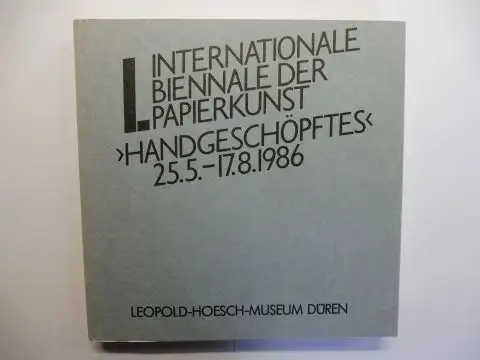 I. INTERNATIONALE
BIENNALE DER
PAPIERKUNST
›HANDGESCHÖPFTES‹
25.5.–17.8.1986
LEOPOLD-HOESCH-MUSEUM DÜREN